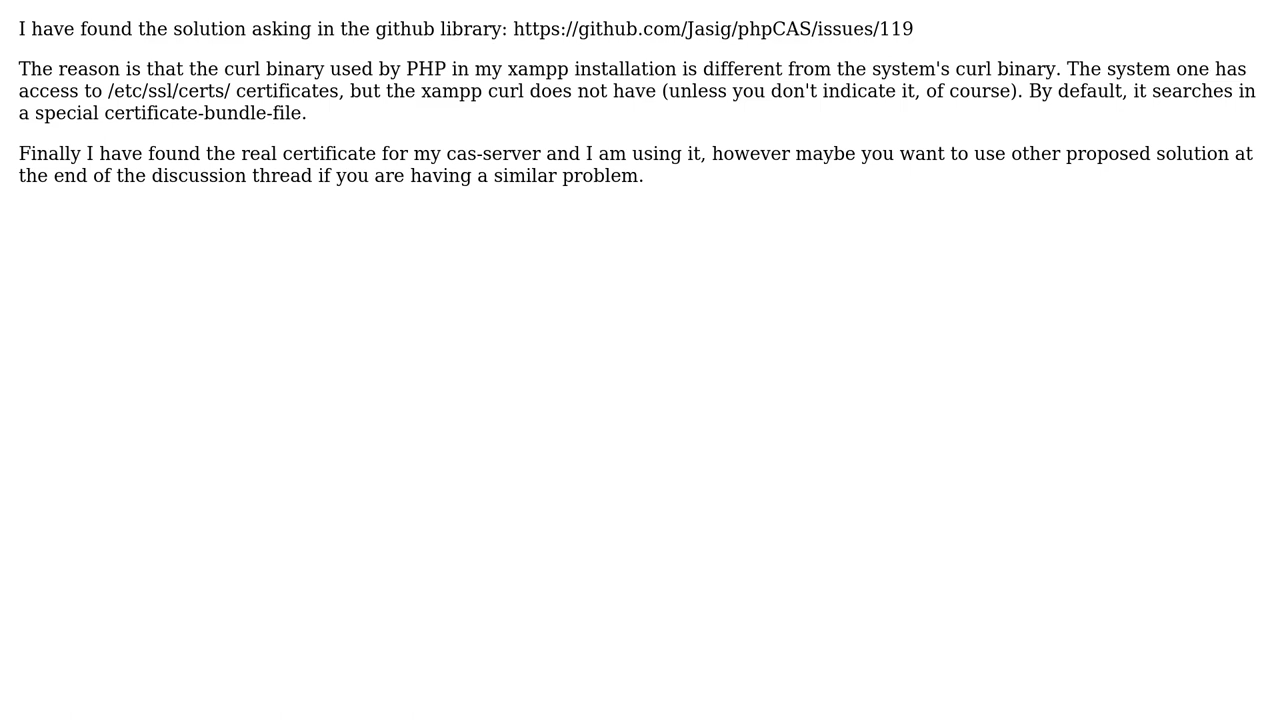 I have found the solution asking in the github library: https://github.com/Jasig/phpCAS/issues/119
The reason is that the curl binary used by PHP in my xampp installation is different from the system's curl binary. The system one has
access to /etc/ssl/certs/ certificates, but the xampp curl does not have (unless you don't indicate it, of course). By default, it searches in
a special certificate-bundle-file.
Finally I have found the real certificate for my cas-server and I am using it, however maybe you want to use other proposed solution at
the end of the discussion thread if you are having a similar problem.